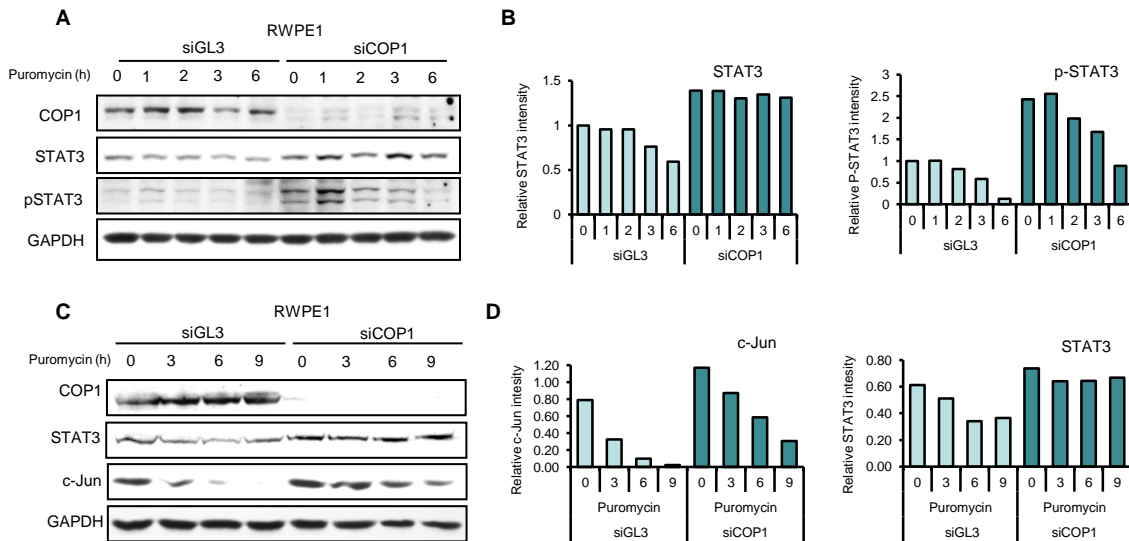 A
RWPE1
siGL3 siCOP1
Puromycin (h) 0 1 2 3 6 0 1 2 3 6
COP1
STAT3
pSTAT3
GAPDH
B
STAT3
Relative STAT3 intensity
1.5
1
0.5
0
0 1 2 3 6 0 1 2 3 6
siGL3 siCOP1
p-STAT3
Relative P-STAT3 intensity
2.5
2
1.5
1
0.5
0
0 1 2 3 6 0 1 2 3 6
siGL3 siCOP1
C
RWPE1
siGL3 siCOP1
Puromycin (h) 0 3 6 9 0 3 6 9
COP1
STAT3
c-Jun
GAPDH
D
c-Jun
Relative c-Jun intesity
1.20
1.00
0.80
0.60
0.40
0.20
0.00
0 3 6 9 0 3 6 9
Puromycin Puromycin
siGL3 siCOP1
STAT3
Relative STAT3 intesity
0.80
0.60
0.40
0.20
0.00
0 3 6 9 0 3 6 9
Puromycin Puromycin
siGL3 siCOP1